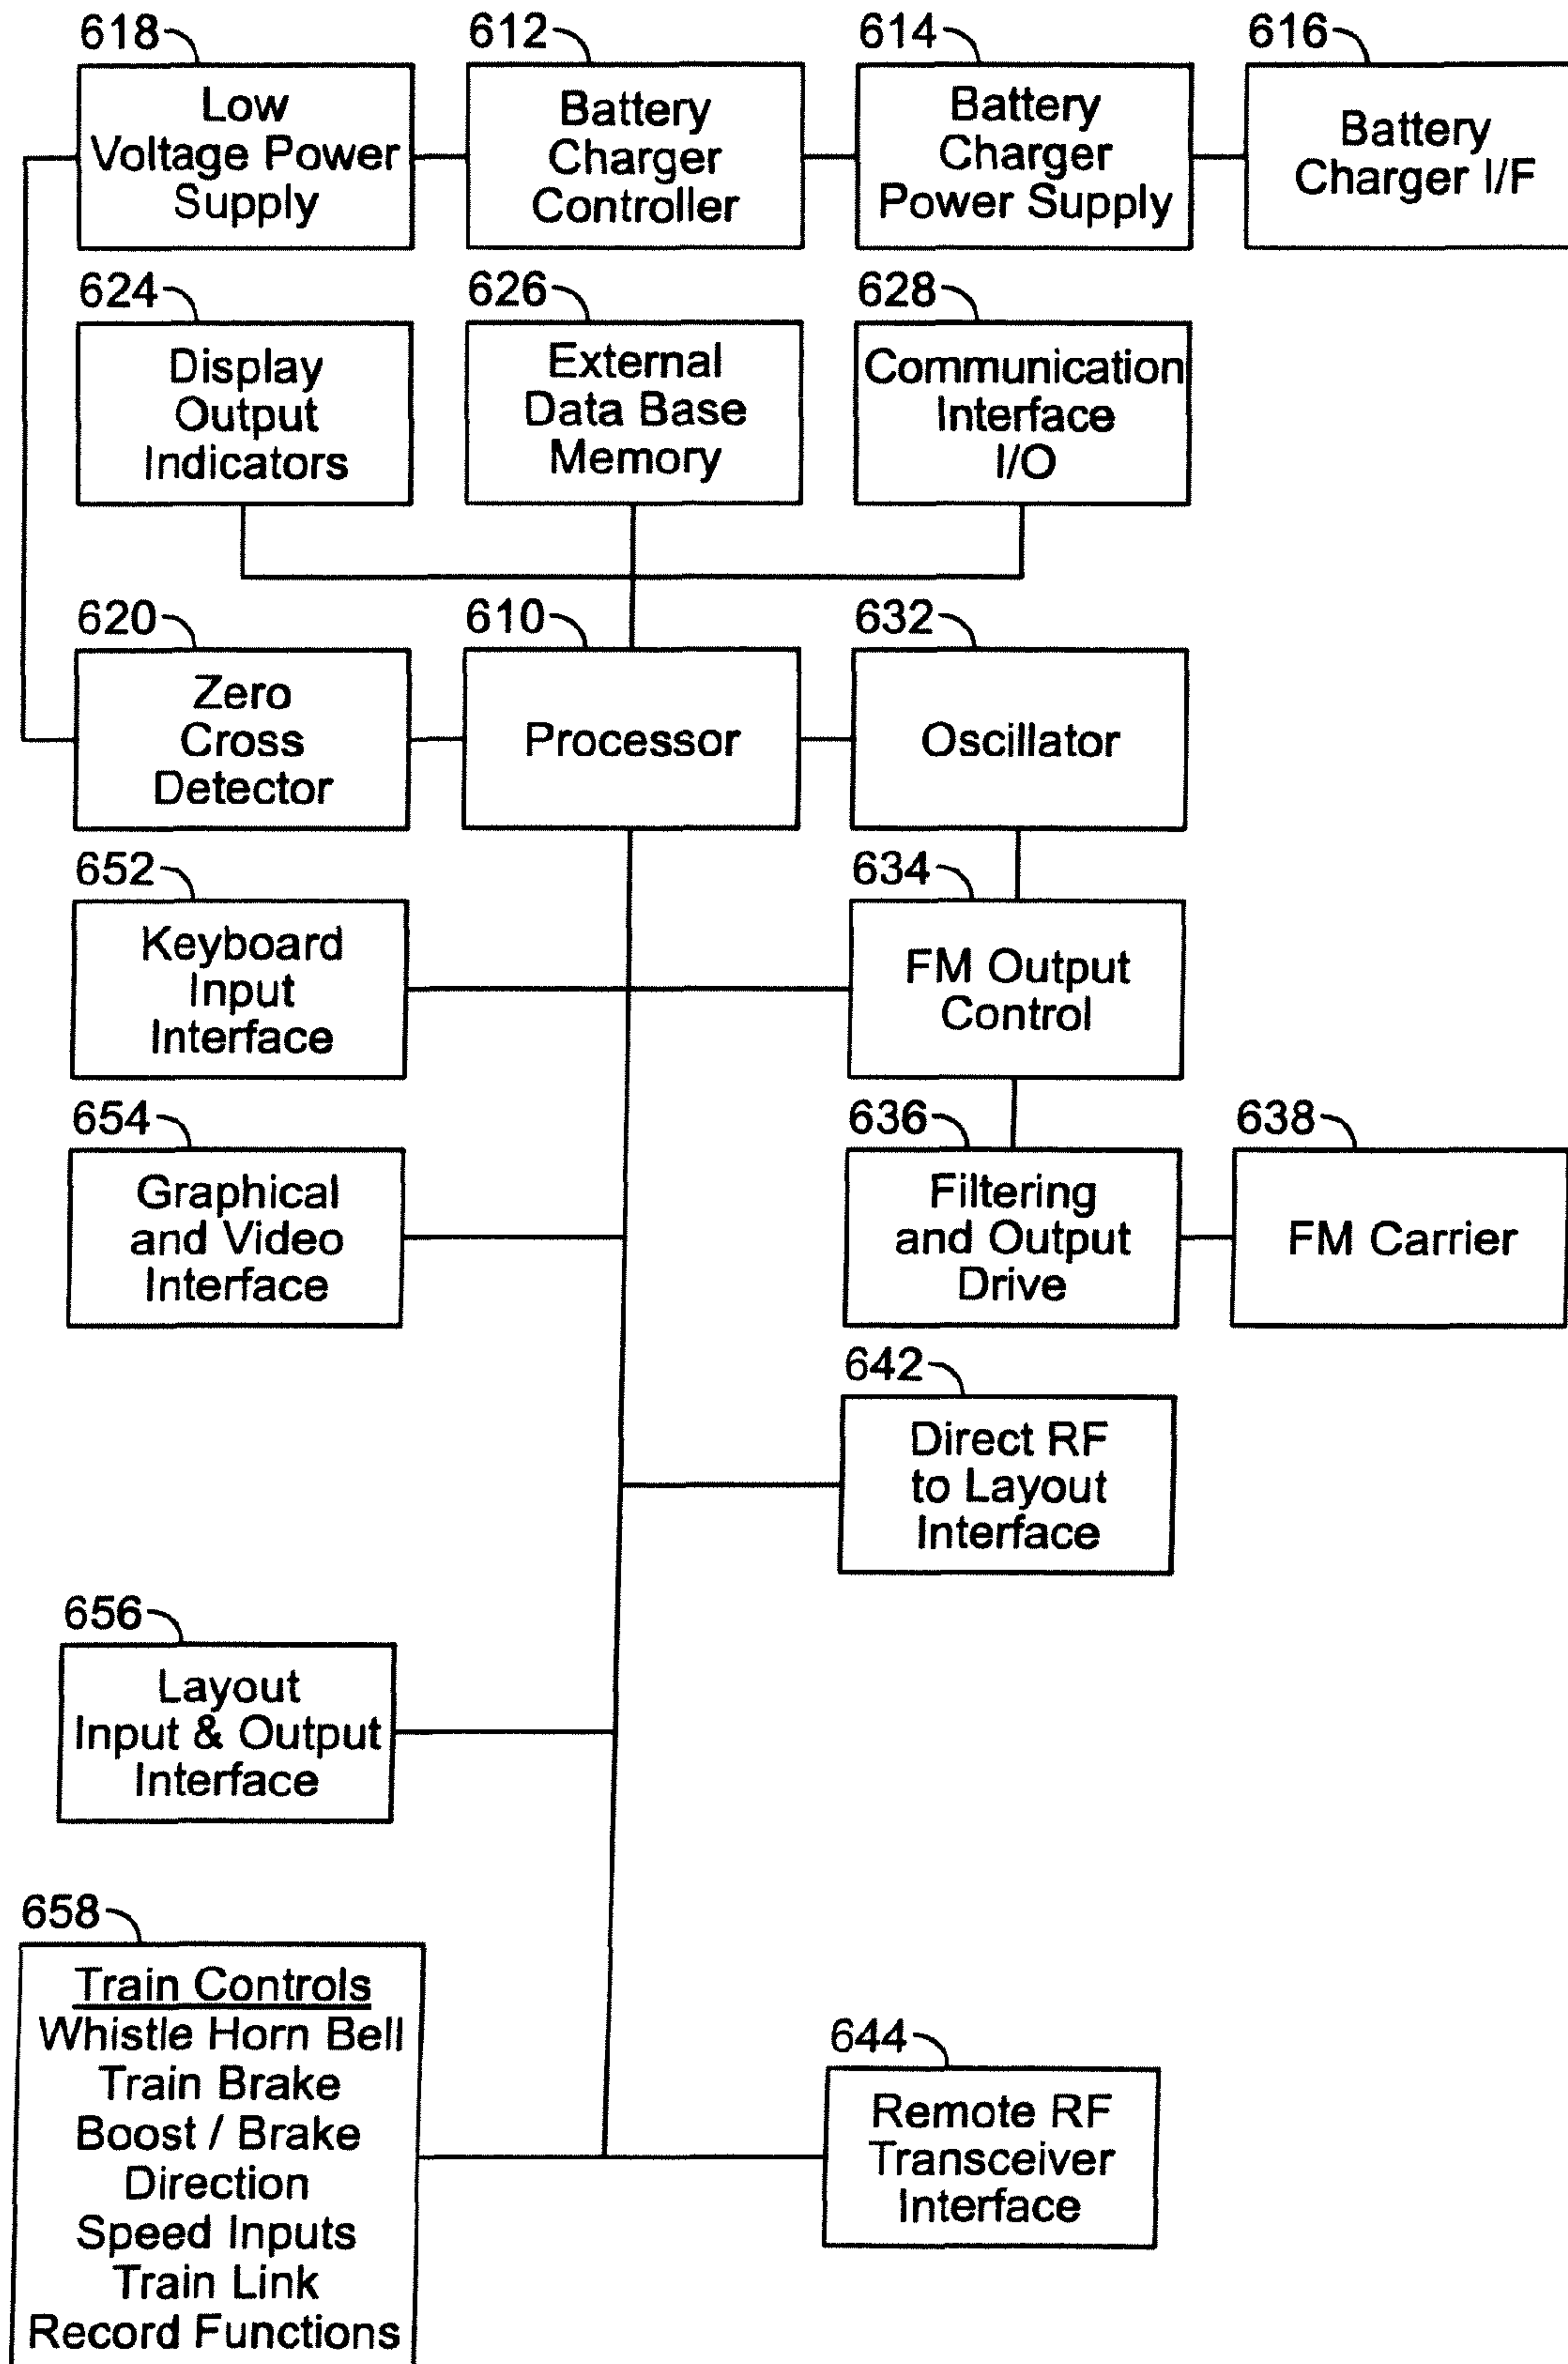 618
Low
Voltage Power
Supply
612
Battery
Charger
Controller
614
Battery
Charger
Power Supply
616
Battery
Charger I/F
624
Display
Output
Indicators
626
External
Data Base
Memory
628
Communication
Interface
I/O
620
Zero
Cross
Detector
610
Processor
632
Oscillator
652
Keyboard
Input
Interface
634
FM Output
Control
654
Graphical
and Video
Interface
636
Filtering
and Output
Drive
638
FM Carrier
642
Direct RF
to Layout
Interface
656
Layout
Input & Output
Interface
658
Train Controls
Whistle Horn Bell
Train Brake
Boost / Brake
Direction
Speed Inputs
Train Link
Record Functions
644
Remote RF
Transceiver
Interface